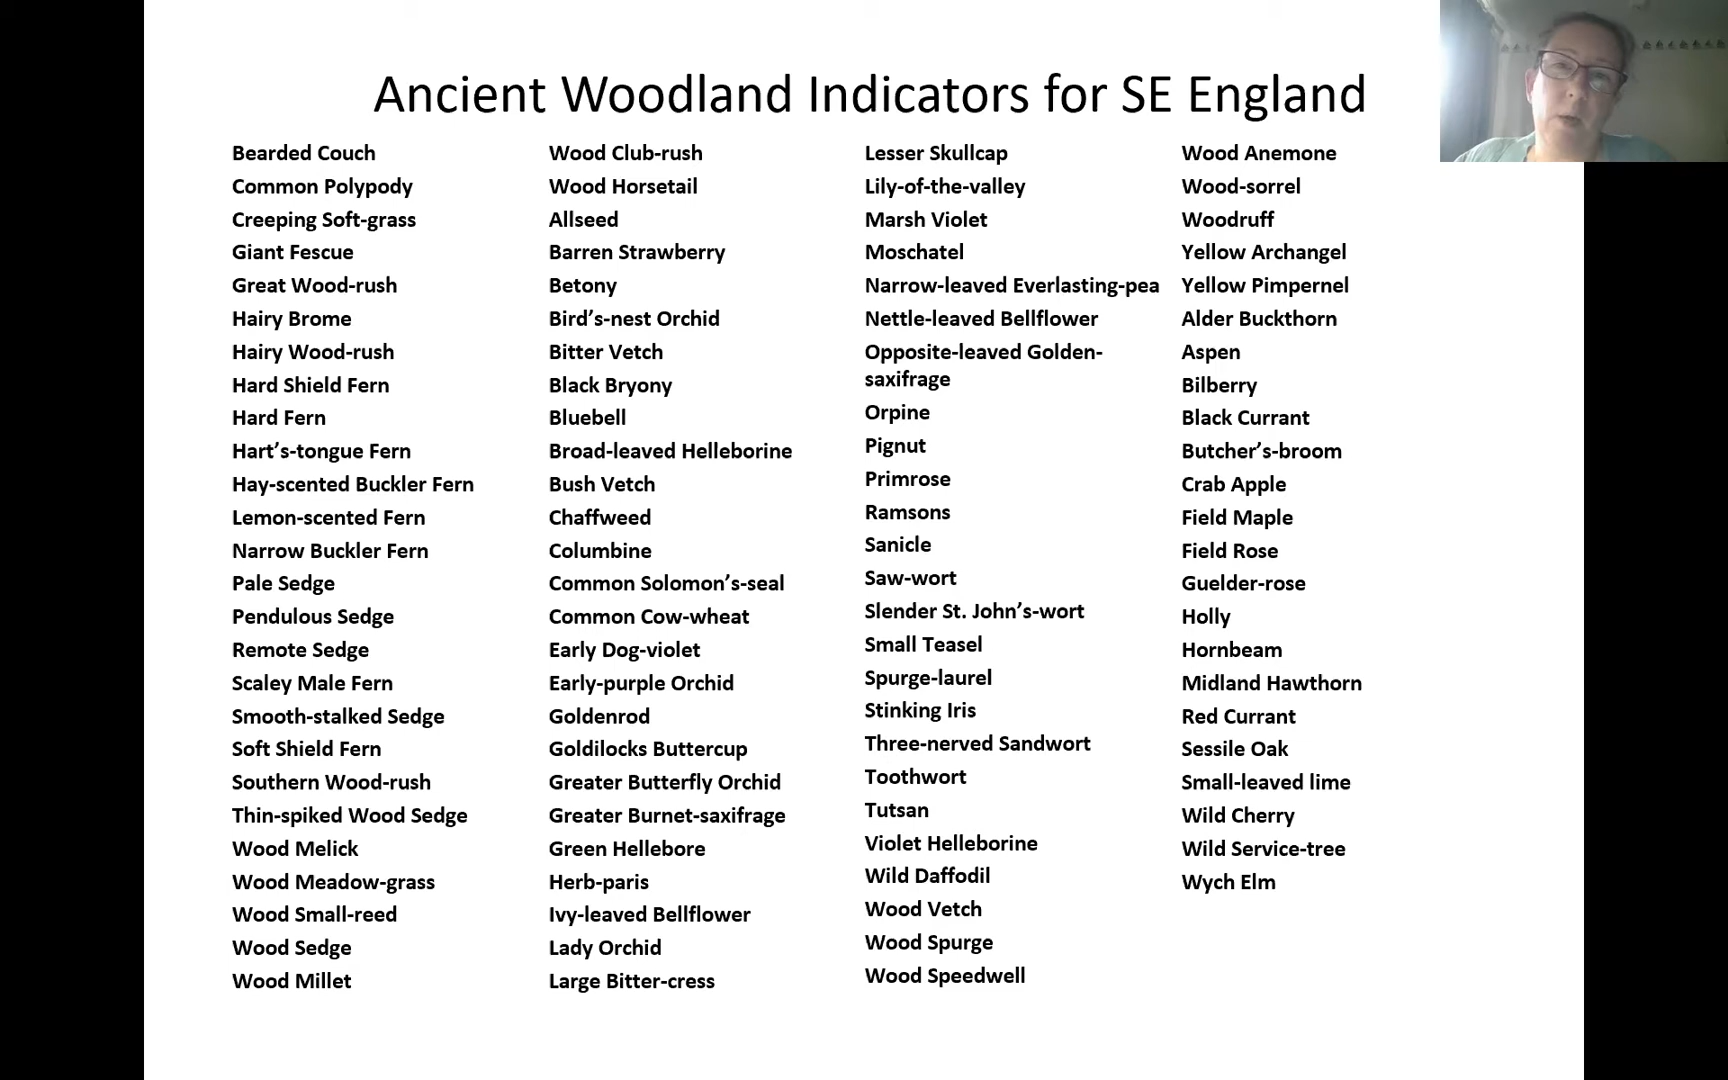 Ancient Woodland Indicators for SE England
Bearded Couch
Common Polypody
Creeping Soft-grass
Giant Fescue
Great Wood-rush
Hairy Brome
Hairy Wood-rush
Hard Shield Fern
Hard Fern
Hart’s-tongue Fern
Hay-scented Buckler Fern
Lemon-scented Fern
Narrow Buckler Fern
Pale Sedge
Pendulous Sedge
Remote Sedge
Scaley Male Fern
Smooth-stalked Sedge
Soft Shield Fern
Southern Wood-rush
Thin-spiked Wood Sedge
Wood Melick
Wood Meadow-grass
Wood Small-reed
Wood Sedge
Wood Millet
Wood Club-rush
Wood Horsetail
Allseed
Barren Strawberry
Betony
Bird’s-nest Orchid
Bitter Vetch
Black Bryony
Bluebell
Broad-leaved Helleborine
Bush Vetch
Chaffweed
Columbine
Common Solomon’s-seal
Common Cow-wheat
Early Dog-violet
Early-purple Orchid
Goldenrod
Goldilocks Buttercup
Greater Butterfly Orchid
Greater Burnet-saxifrage
Green Hellebore
Herb-paris
Ivy-leaved Bellflower
Lady Orchid
Large Bitter-cress
Lesser Skullcap
Lily-of-the-valley
Marsh Violet
Moschatel
Narrow-leaved Everlasting-pea
Nettle-leaved Bellflower
Opposite-leaved Golden-
saxifrage
Orpine
Pignut
Primrose
Ramsons
Sanicle
Saw-wort
Slender St. John’s-wort
Small Teasel
Spurge-laurel
Stinking Iris
Three-nerved Sandwort
Toothwort
Tutsan
Violet Helleborine
Wild Daffodil
Wood Vetch
Wood Spurge
Wood Speedwell
Wood Anemone
Wood-sorrel
Woodruff
Yellow Archangel
Yellow Pimpernel
Alder Buckthorn
Aspen
Bilberry
Black Currant
Butcher’s-broom
Crab Apple
Field Maple
Field Rose
Guelder-rose
Holly
Hornbeam
Midland Hawthorn
Red Currant
Sessile Oak
Small-leaved lime
Wild Cherry
Wild Service-tree
Wych Elm